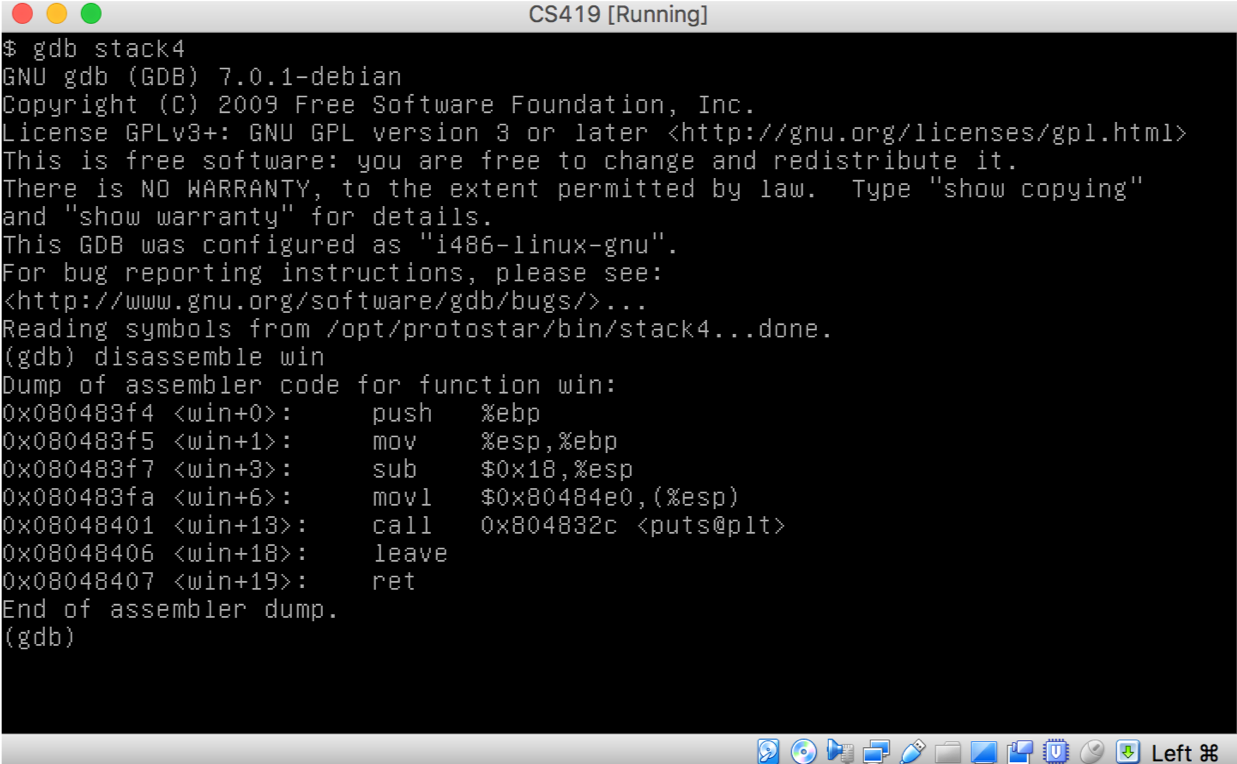 CS419 [Running]
$ gdb stack4
GNU gdb (GDB) 7.0.1-debian
Copyright (C) 2009 Free Software Foundation, Inc.
License GPLv3+: GNU GPL version 3 or later <http://gnu.org/licenses/gpl.html>
This is free software: you are free to change and redistribute it.
There is NO WARRANTY, to the extent permitted by law.  Type "show copying"
and "show warranty" for details.
This GDB was configured as "i486-linux-gnu".
For bug reporting instructions, please see:
<http://www.gnu.org/software/gdb/bugs/>...
Reading symbols from /opt/protostar/bin/stack4...done.
(gdb) disassemble win
Dump of assembler code for function win:
0x080483f4 <win+0>:     push   %ebp
0x080483f5 <win+1>:     mov    %esp,%ebp
0x080483f7 <win+3>:     sub    $0x18,%esp
0x080483fa <win+6>:     movl   $0x80484e0,(%esp)
0x08048401 <win+13>:    call   0x804832c <puts@plt>
0x08048406 <win+18>:    leave
0x08048407 <win+19>:    ret
End of assembler dump.
(gdb)
Left ⌘